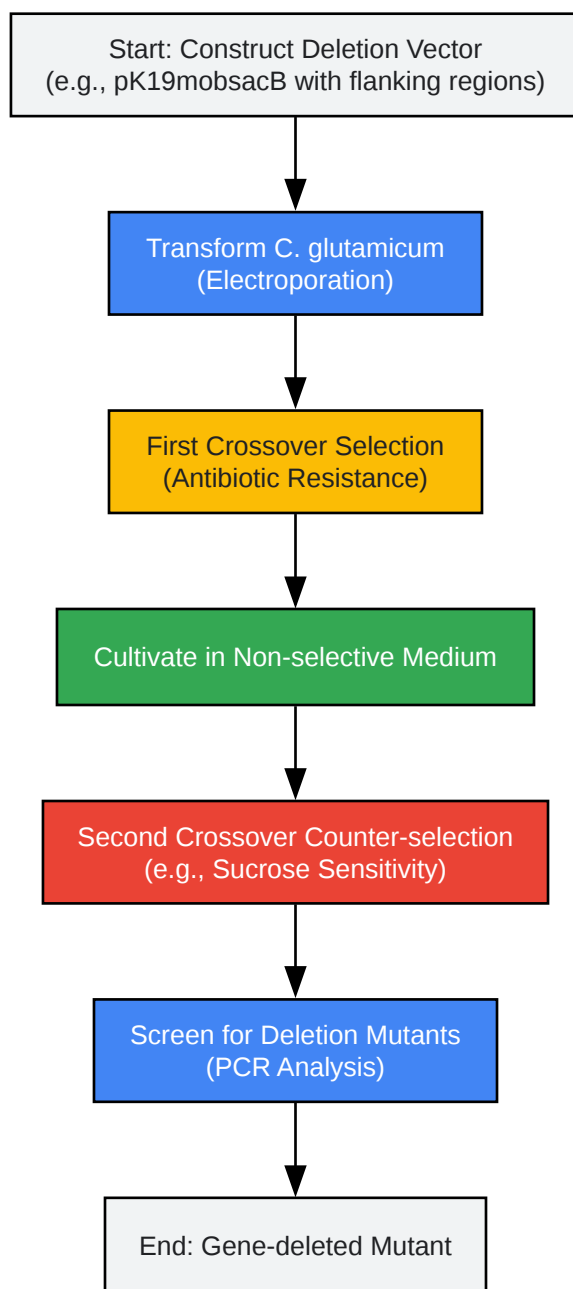 Start: Construct Deletion Vector
(e.g., pK19mobsacB with flanking regions)
Transform C. glutamicum
(Electroporation)
First Crossover Selection
(Antibiotic Resistance)
Cultivate in Non-selective Medium
Second Crossover Counter-selection
(e.g., Sucrose Sensitivity)
Screen for Deletion Mutants
(PCR Analysis)
End: Gene-deleted Mutant